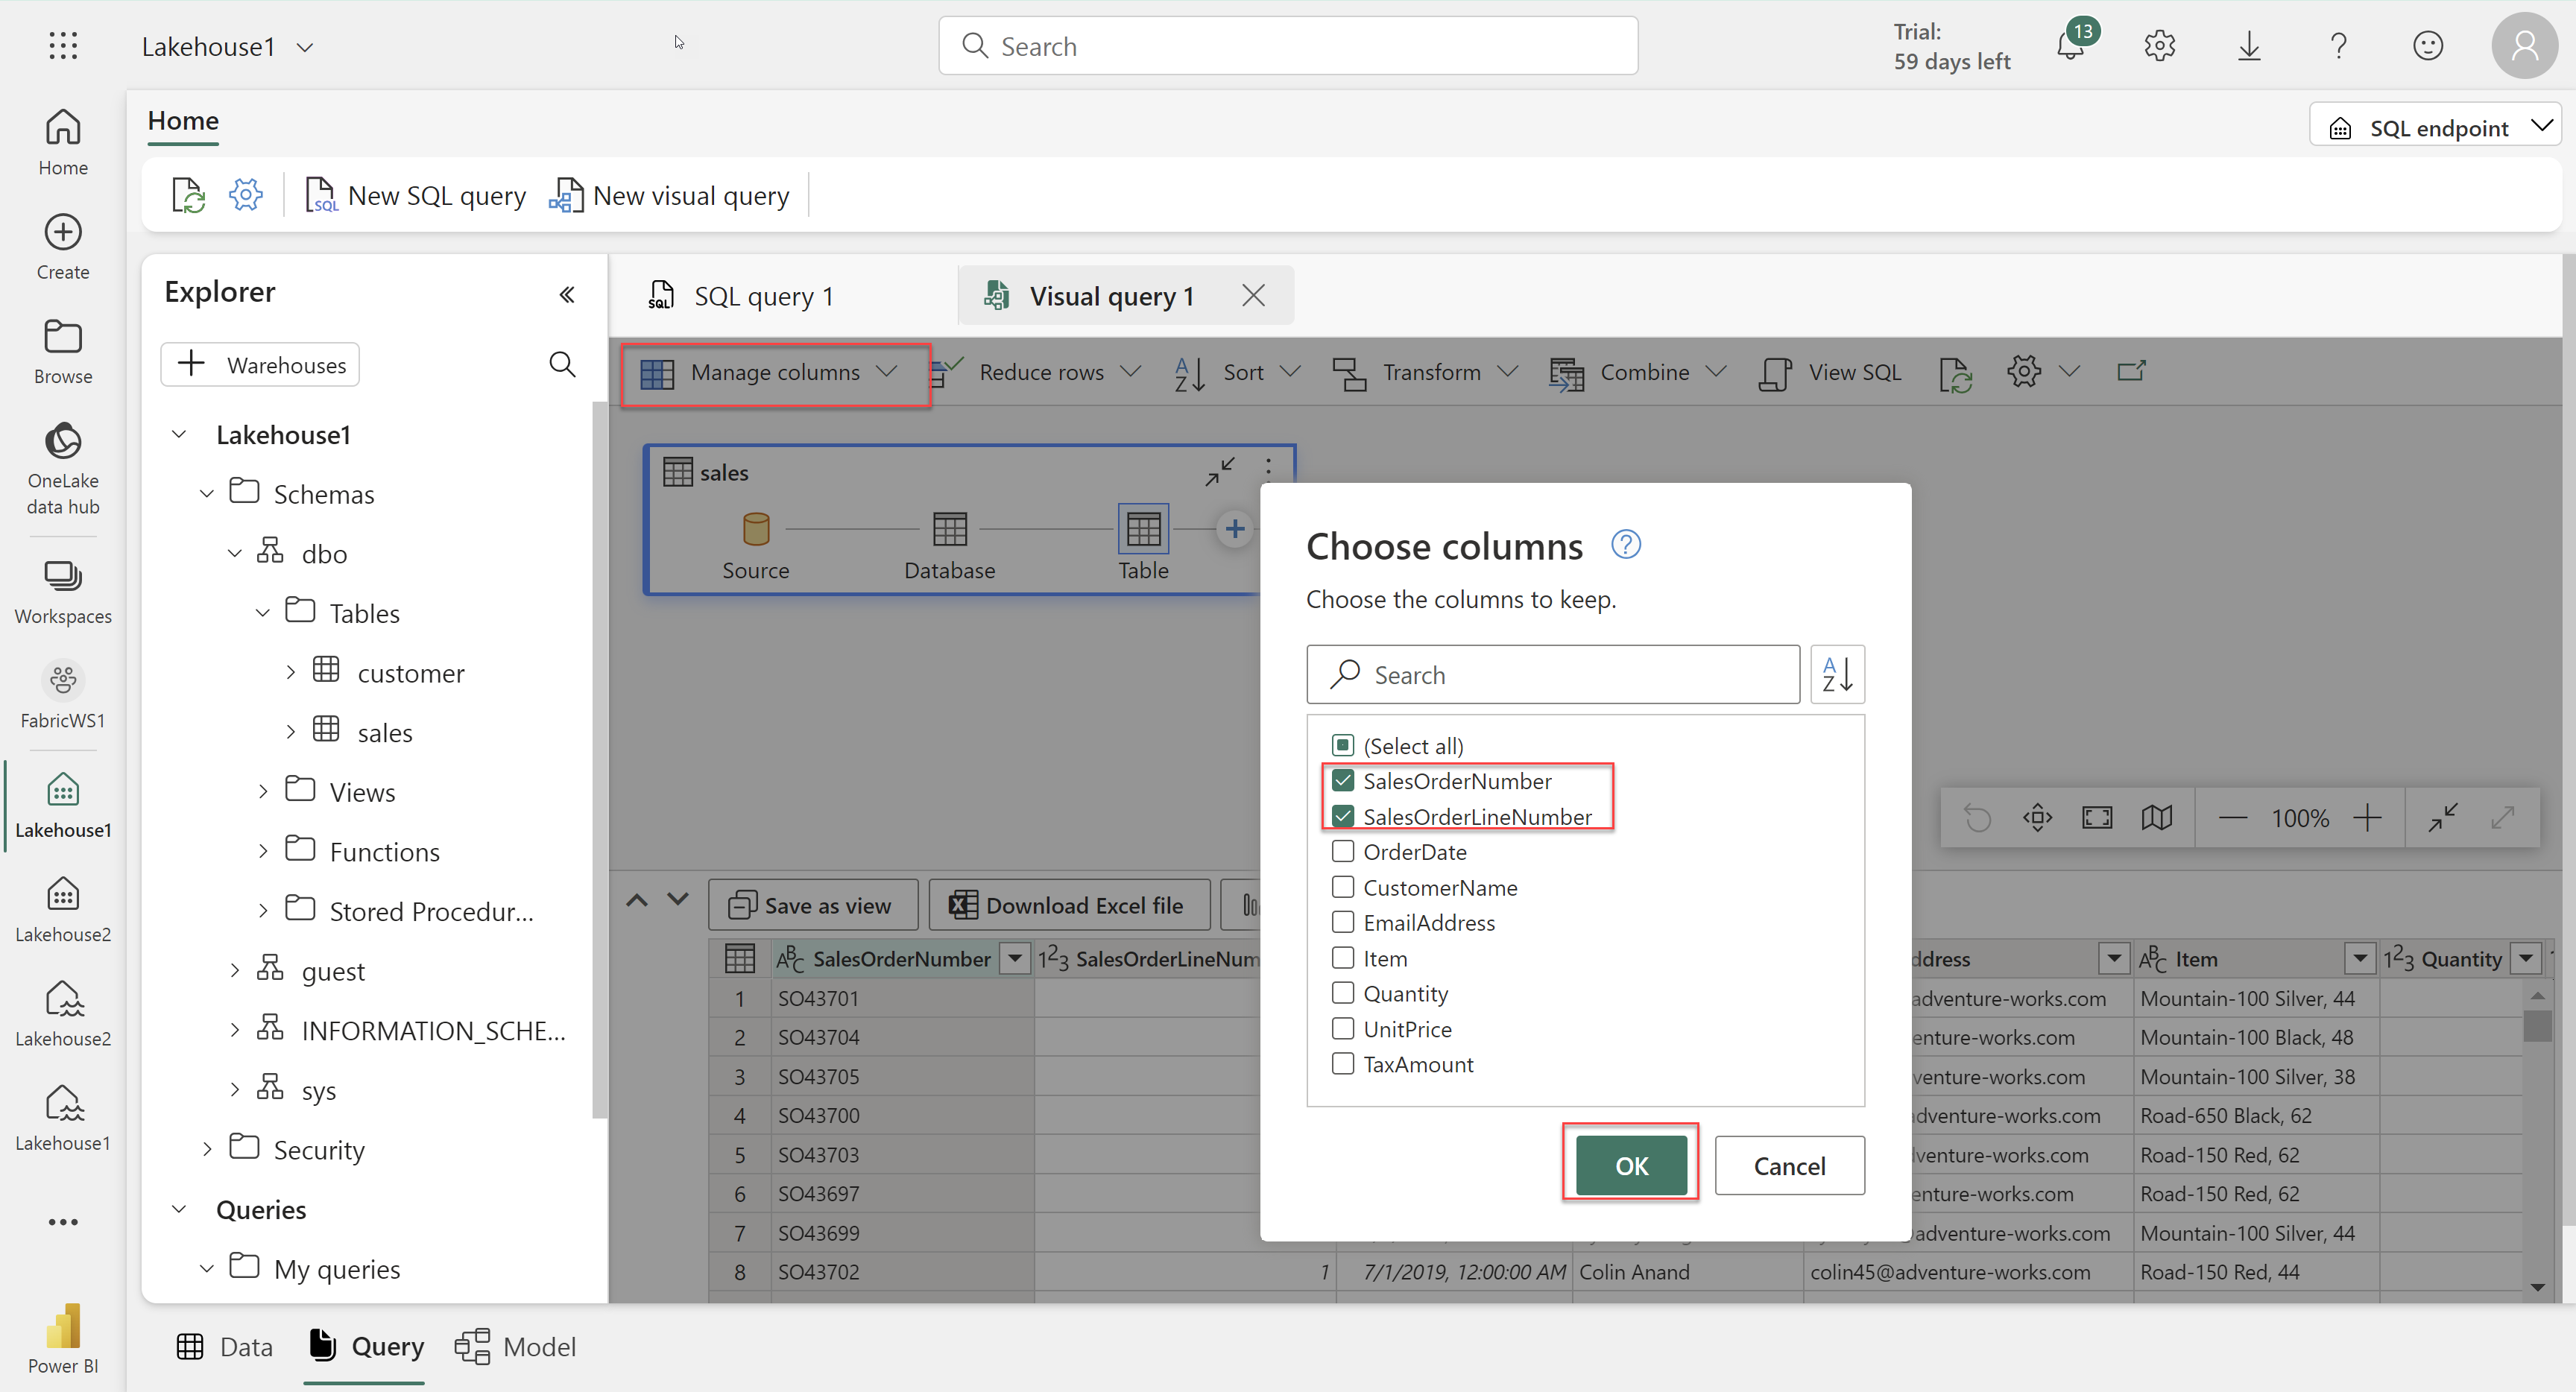 Lakehouse1
Search
Trial:
59 days left
13
Home
SQL endpoint
New SQL query
New visual query
Home
Create
Browse
OneLake
data hub
Workspaces
FabricWS1
Lakehouse1
Lakehouse2
Lakehouse2
Lakehouse1
Power BI
Explorer
Warehouses
Lakehouse1
Schemas
dbo
Tables
customer
sales
Views
Functions
Stored Procedur...
guest
INFORMATION_SCHE...
sys
Security
Queries
My queries
SQL query 1
Visual query 1
Manage columns
Reduce rows
Sort
Transform
Combine
View SQL
sales
Source
Database
Table
Choose columns
Choose the columns to keep.
Search
(Select all)
SalesOrderNumber
SalesOrderLineNumber
OrderDate
CustomerName
EmailAddress
Item
Quantity
UnitPrice
TaxAmount
OK
Cancel
100%
Save as view
Download Excel file
SalesOrderNumber
SalesOrderLineNum
ddress
Item
Quantity
1 SO43701 adventure-works.com Mountain-100 Silver, 44
2 SO43704 enture-works.com Mountain-100 Black, 48
3 SO43705 venture-works.com Mountain-100 Silver, 38
4 SO43700 adventure-works.com Road-650 Black, 62
5 SO43703 venture-works.com Road-150 Red, 62
6 SO43697 enture-works.com Road-150 Red, 62
7 SO43699 adventure-works.com Mountain-100 Silver, 44
8 SO43702 1 7/1/2019, 12:00:00 AM Colin Anand colin45@adventure-works.com Road-150 Red, 44
Data
Query
Model